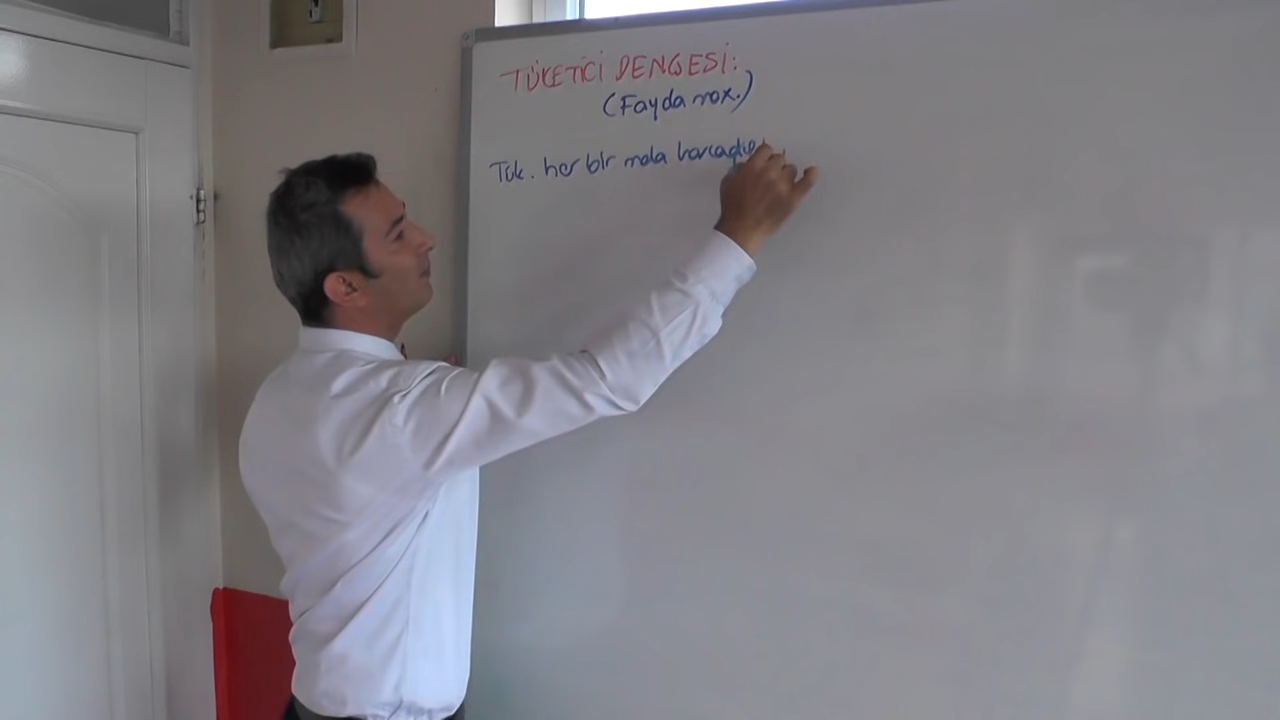 TÜKETİCİ DENGESİ:
(Fayda max.)
Tük. her bir mala harcadığı